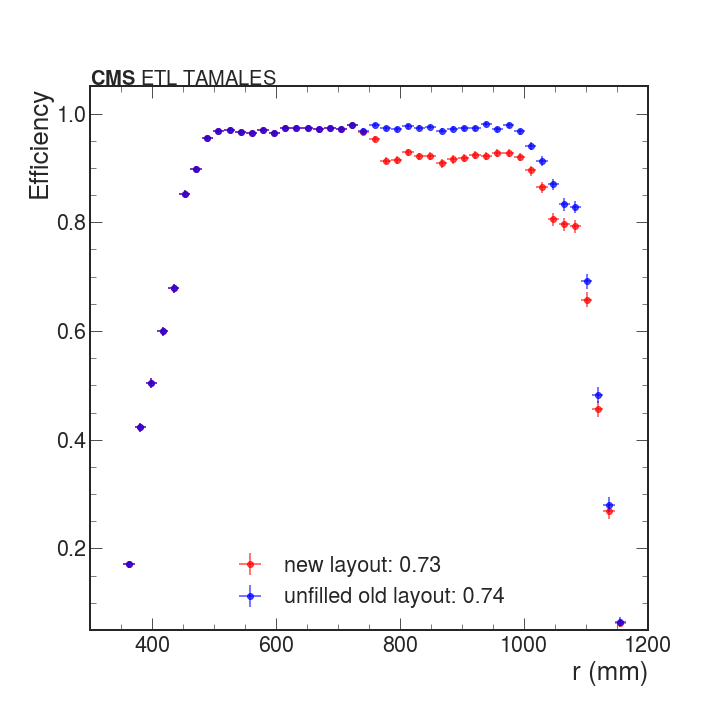 CMS ETL TAMALES
Efficiency
1.0
0.8
0.6
0.4
0.2
new layout: 0.73
unfilled old layout: 0.74
400 600 800 1000 1200
r (mm)